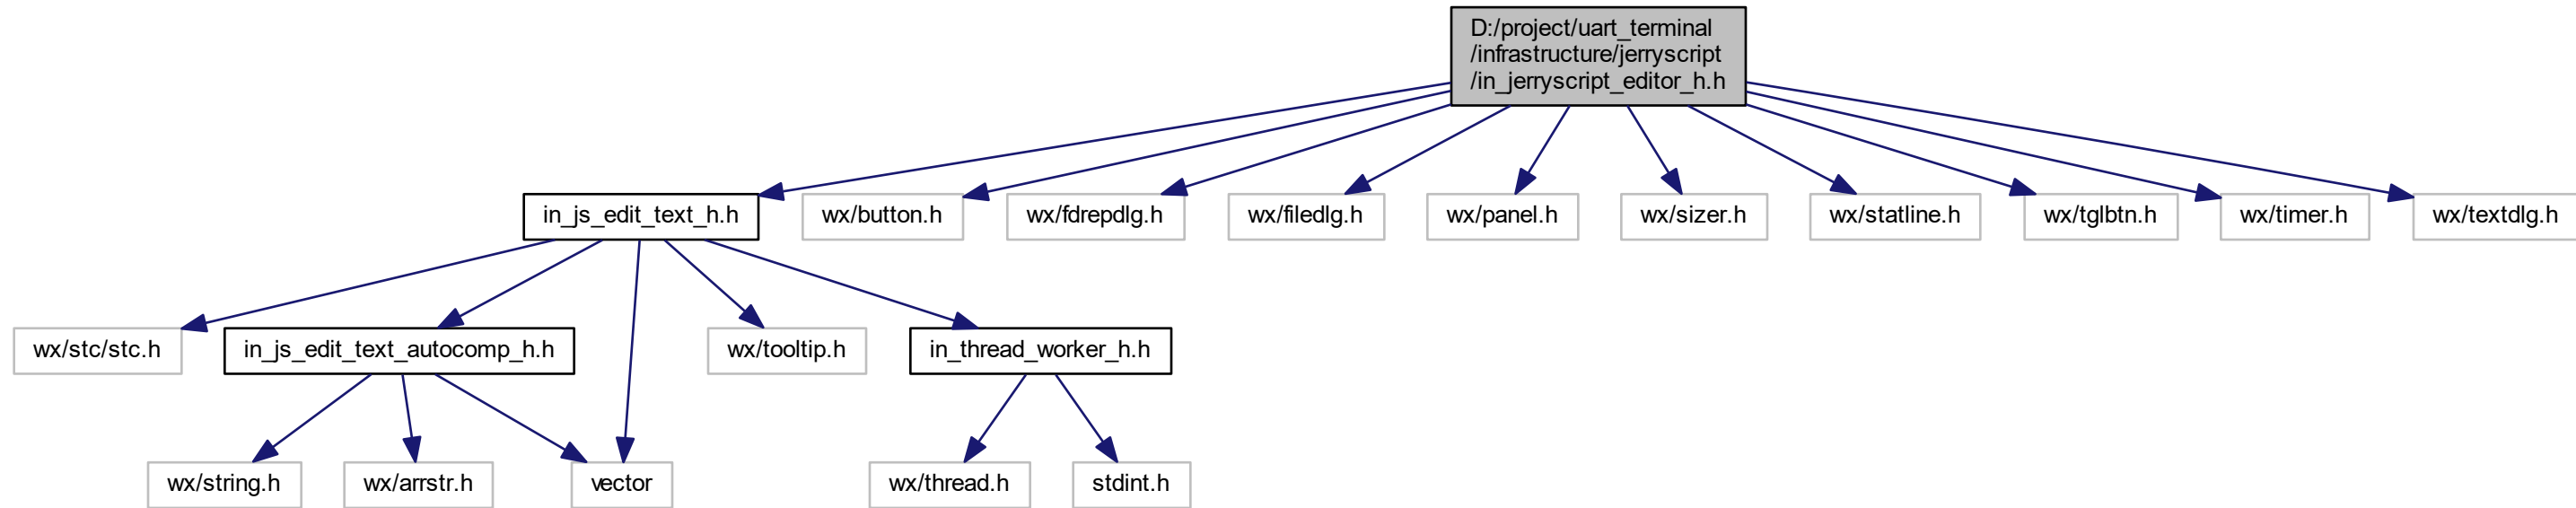 D:/project/uart_terminal
/infrastructure/jerryscript
/in_jerryscript_editor_h.h
in_js_edit_text_h.h
wx/button.h
wx/fdrepdlg.h
wx/filedlg.h
wx/panel.h
wx/sizer.h
wx/statline.h
wx/tglbtn.h
wx/timer.h
wx/textdlg.h
wx/stc/stc.h
in_js_edit_text_autocomp_h.h
wx/tooltip.h
in_thread_worker_h.h
wx/string.h
wx/arrstr.h
vector
wx/thread.h
stdint.h